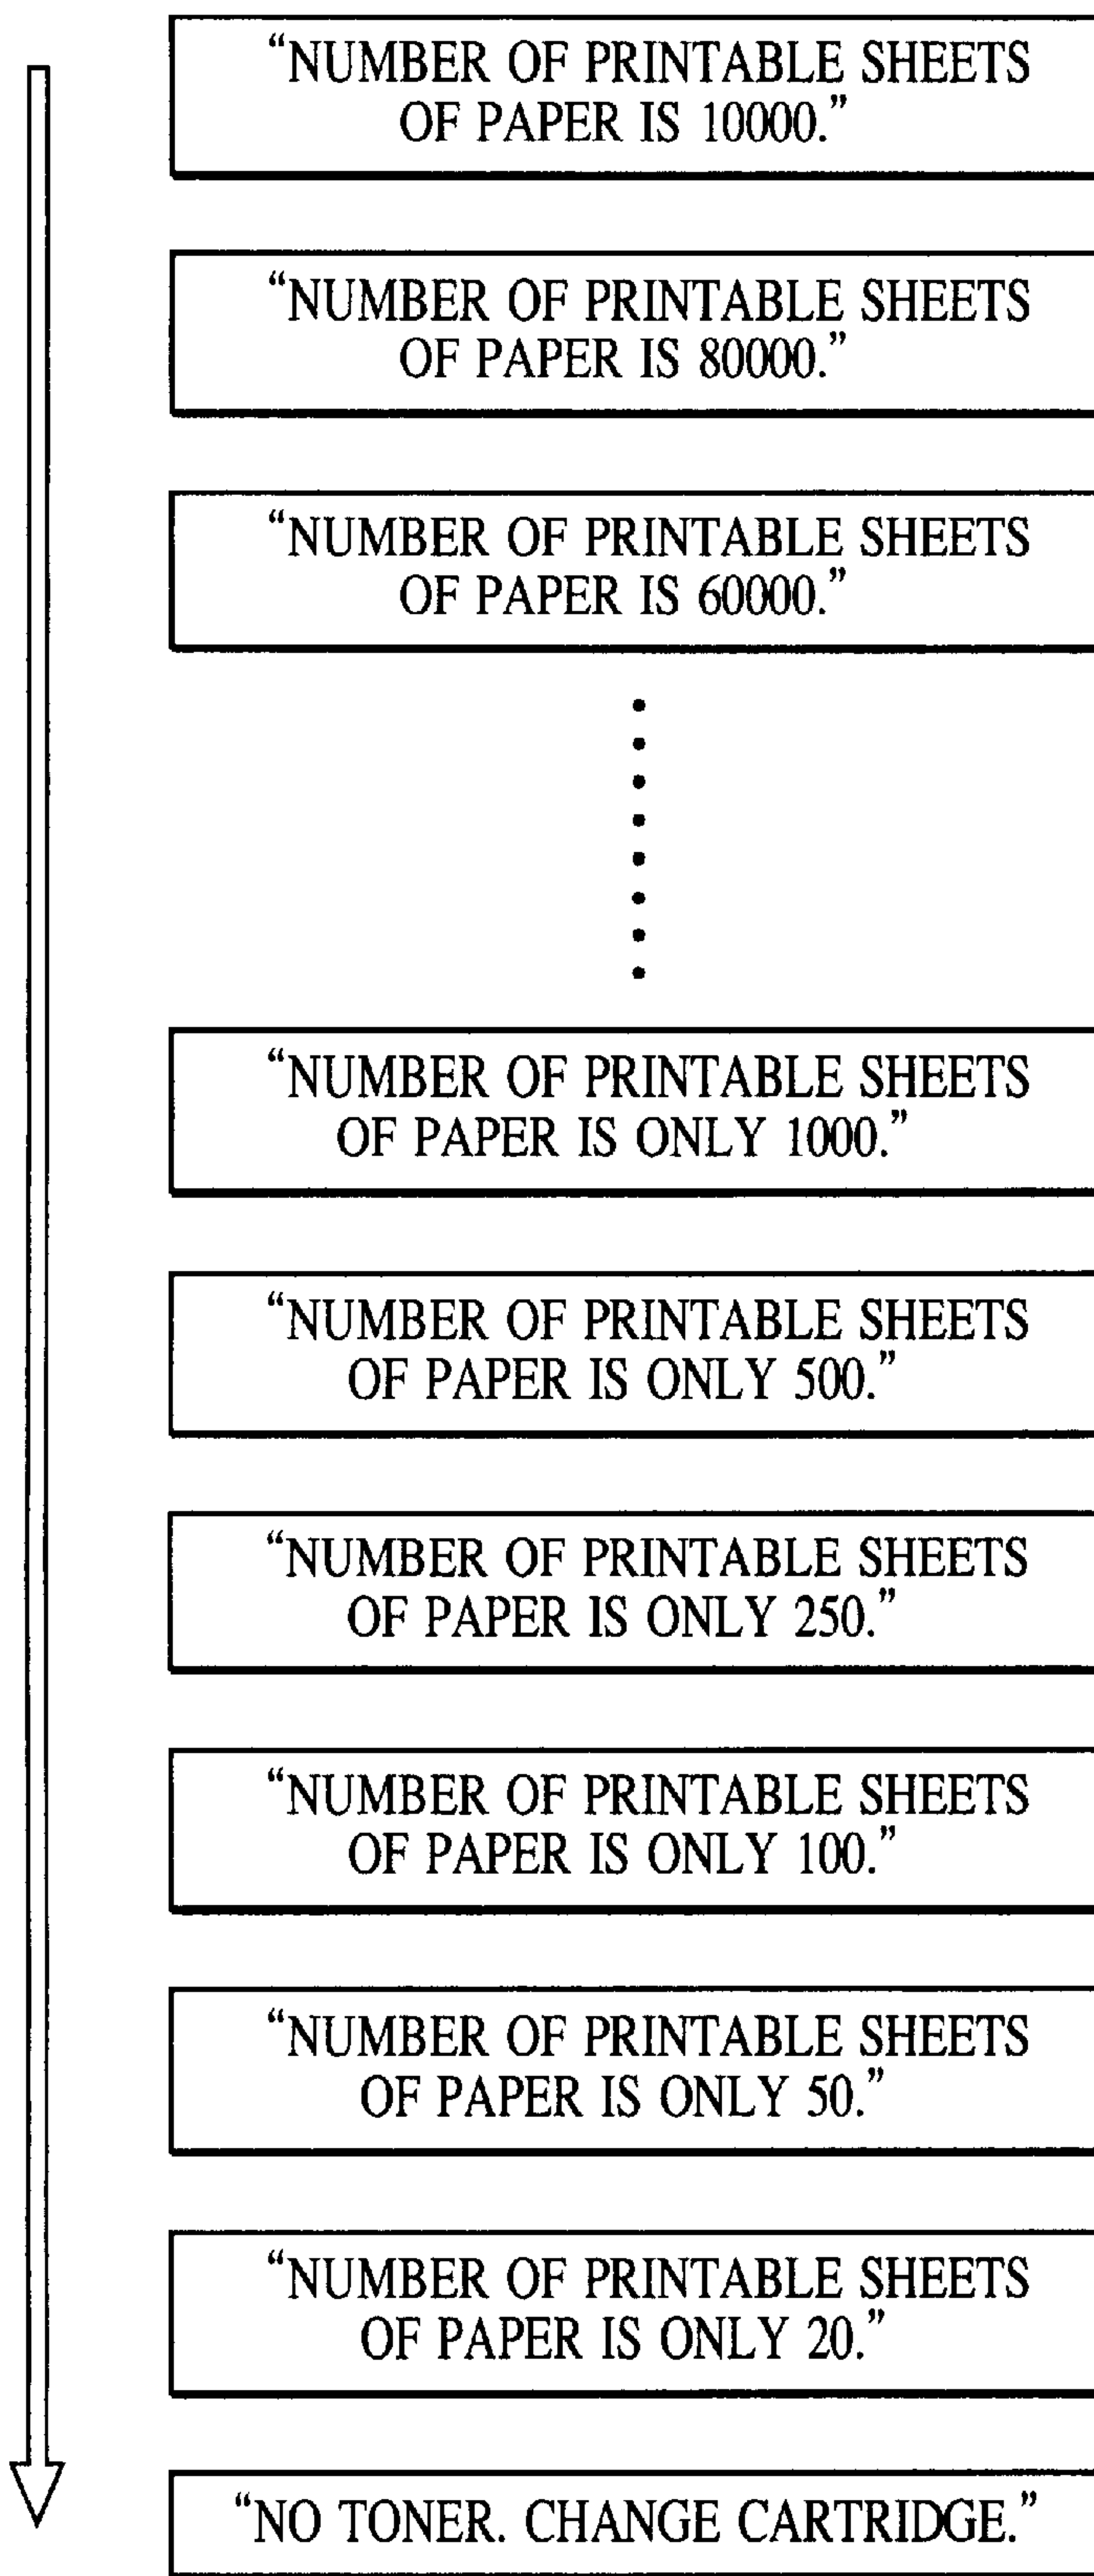 “NUMBER OF PRINTABLE SHEETS
OF PAPER IS 10000.”
“NUMBER OF PRINTABLE SHEETS
OF PAPER IS 80000.”
“NUMBER OF PRINTABLE SHEETS
OF PAPER IS 60000.”
“NUMBER OF PRINTABLE SHEETS
OF PAPER IS ONLY 1000.”
“NUMBER OF PRINTABLE SHEETS
OF PAPER IS ONLY 500.”
“NUMBER OF PRINTABLE SHEETS
OF PAPER IS ONLY 250.”
“NUMBER OF PRINTABLE SHEETS
OF PAPER IS ONLY 100.”
“NUMBER OF PRINTABLE SHEETS
OF PAPER IS ONLY 50.”
“NUMBER OF PRINTABLE SHEETS
OF PAPER IS ONLY 20.”
“NO TONER. CHANGE CARTRIDGE.”